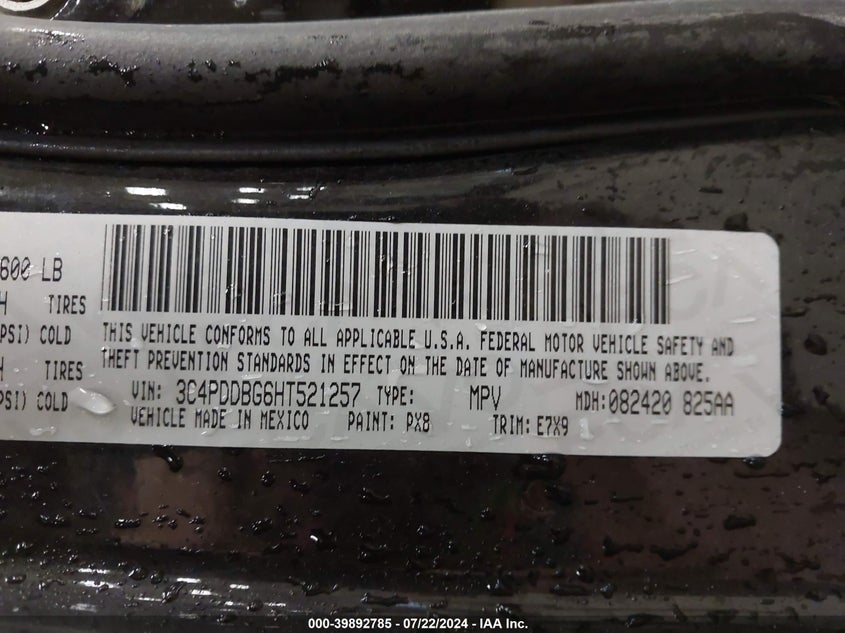 600 LB
TIRES
PSI) COLD
TIRES
PSI) COLD
THIS VEHICLE CONFORMS TO ALL APPLICABLE U.S.A. FEDERAL MOTOR VEHICLE SAFETY AND
THEFT PREVENTION STANDARDS IN EFFECT ON THE DATE OF MANUFACTURE SHOWN ABOVE.
VIN: 3C4PDDBG6HT521257 TYPE: MPV MDH:082420 825AA
VEHICLE MADE IN MEXICO PAINT: PX8 TRIM: E7X9
000-39892785 - 07/22/2024 - IAA Inc.